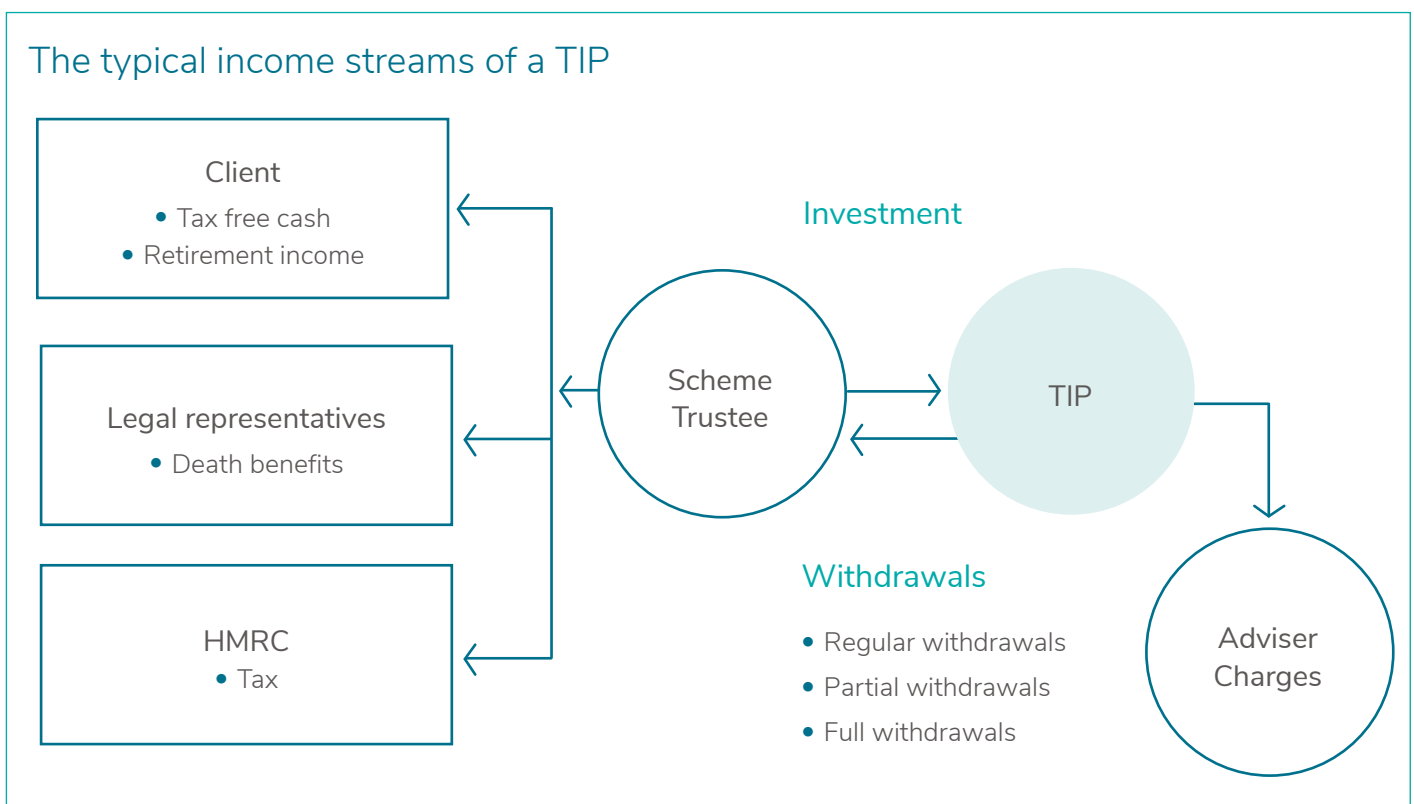 The typical income streams of a TIP
Client
• Tax free cash
• Retirement income
Legal representatives
• Death benefits
HMRC
• Tax
Investment
Scheme
Trustee
TIP
Withdrawals
• Regular withdrawals
• Partial withdrawals
• Full withdrawals
Adviser
Charges